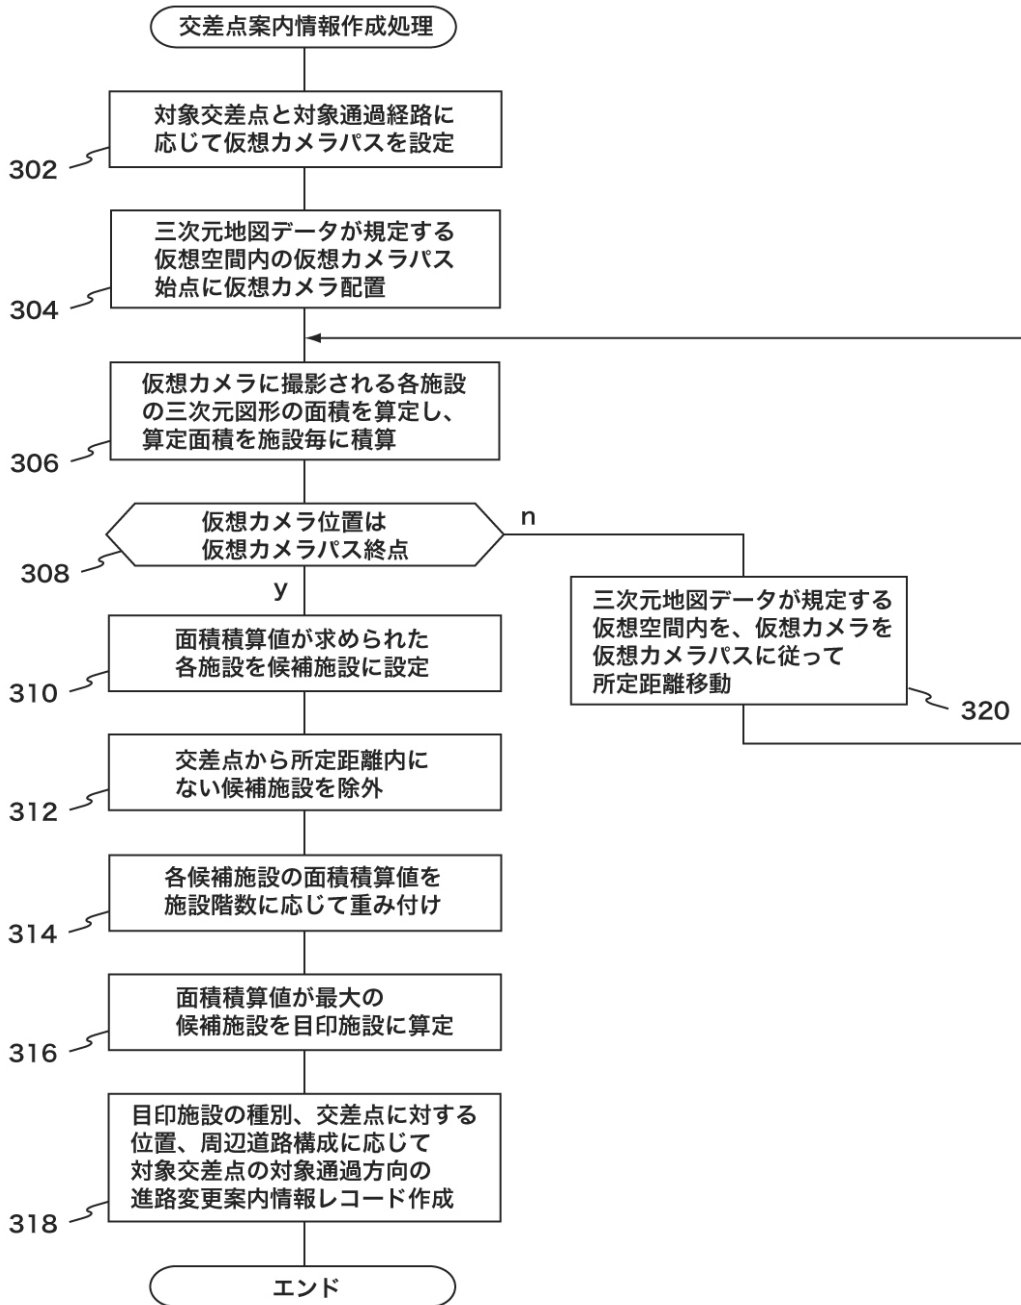 交差点案内情報作成処理
対象交差点と対象通過経路に
応じて仮想カメラパスを設定
302
三次元地図データが規定する
仮想空間内の仮想カメラパス
始点に仮想カメラ配置
304
仮想カメラに撮影される各施設
の三次元図形の面積を算定し、
算定面積を施設毎に積算
306
仮想カメラ位置は
仮想カメラパス終点
308
n
y
三次元地図データが規定する
仮想空間内を、仮想カメラを
仮想カメラパスに従って
所定距離移動
320
面積積算値が求められた
各施設を候補施設に設定
310
交差点から所定距離内に
ない候補施設を除外
312
各候補施設の面積積算値を
施設階数に応じて重み付け
314
面積積算値が最大の
候補施設を目印施設に算定
316
目印施設の種別、交差点に対する
位置、周辺道路構成に応じて
対象交差点の対象通過方向の
進路変更案内情報レコード作成
318
エンド